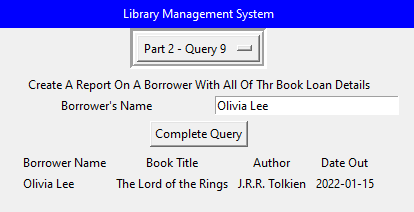 Library Management System
Part 2 - Query 9
Create A Report On A Borrower With All Of Thr Book Loan Details
Borrower's Name Olivia Lee
Complete Query
Borrower Name Book Title Author Date Out
Olivia Lee The Lord of the Rings J.R.R. Tolkien 2022-01-15